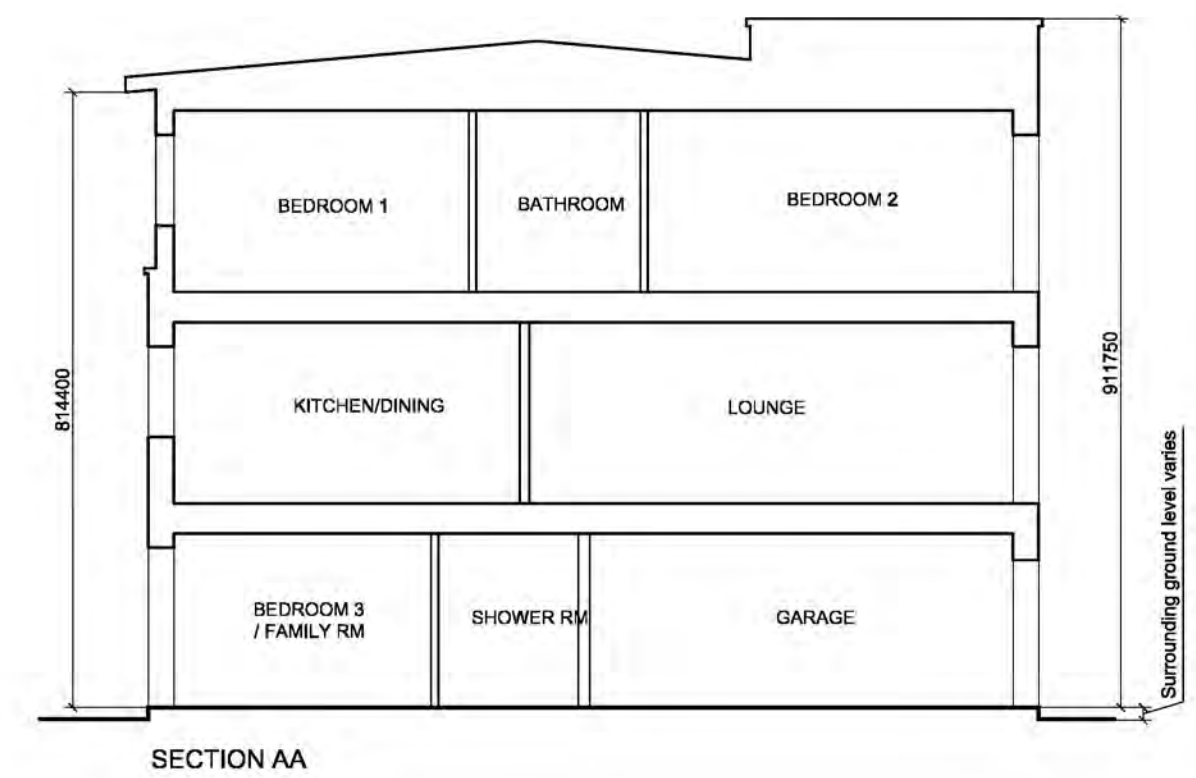 BEDROOM 1
BATHROOM
BEDROOM 2
814400
911750
KITCHEN/DINING
LOUNGE
Surrounding ground level varies
BEDROOM 3
/ FAMILY RM
SHOWER RM
GARAGE
SECTION AA